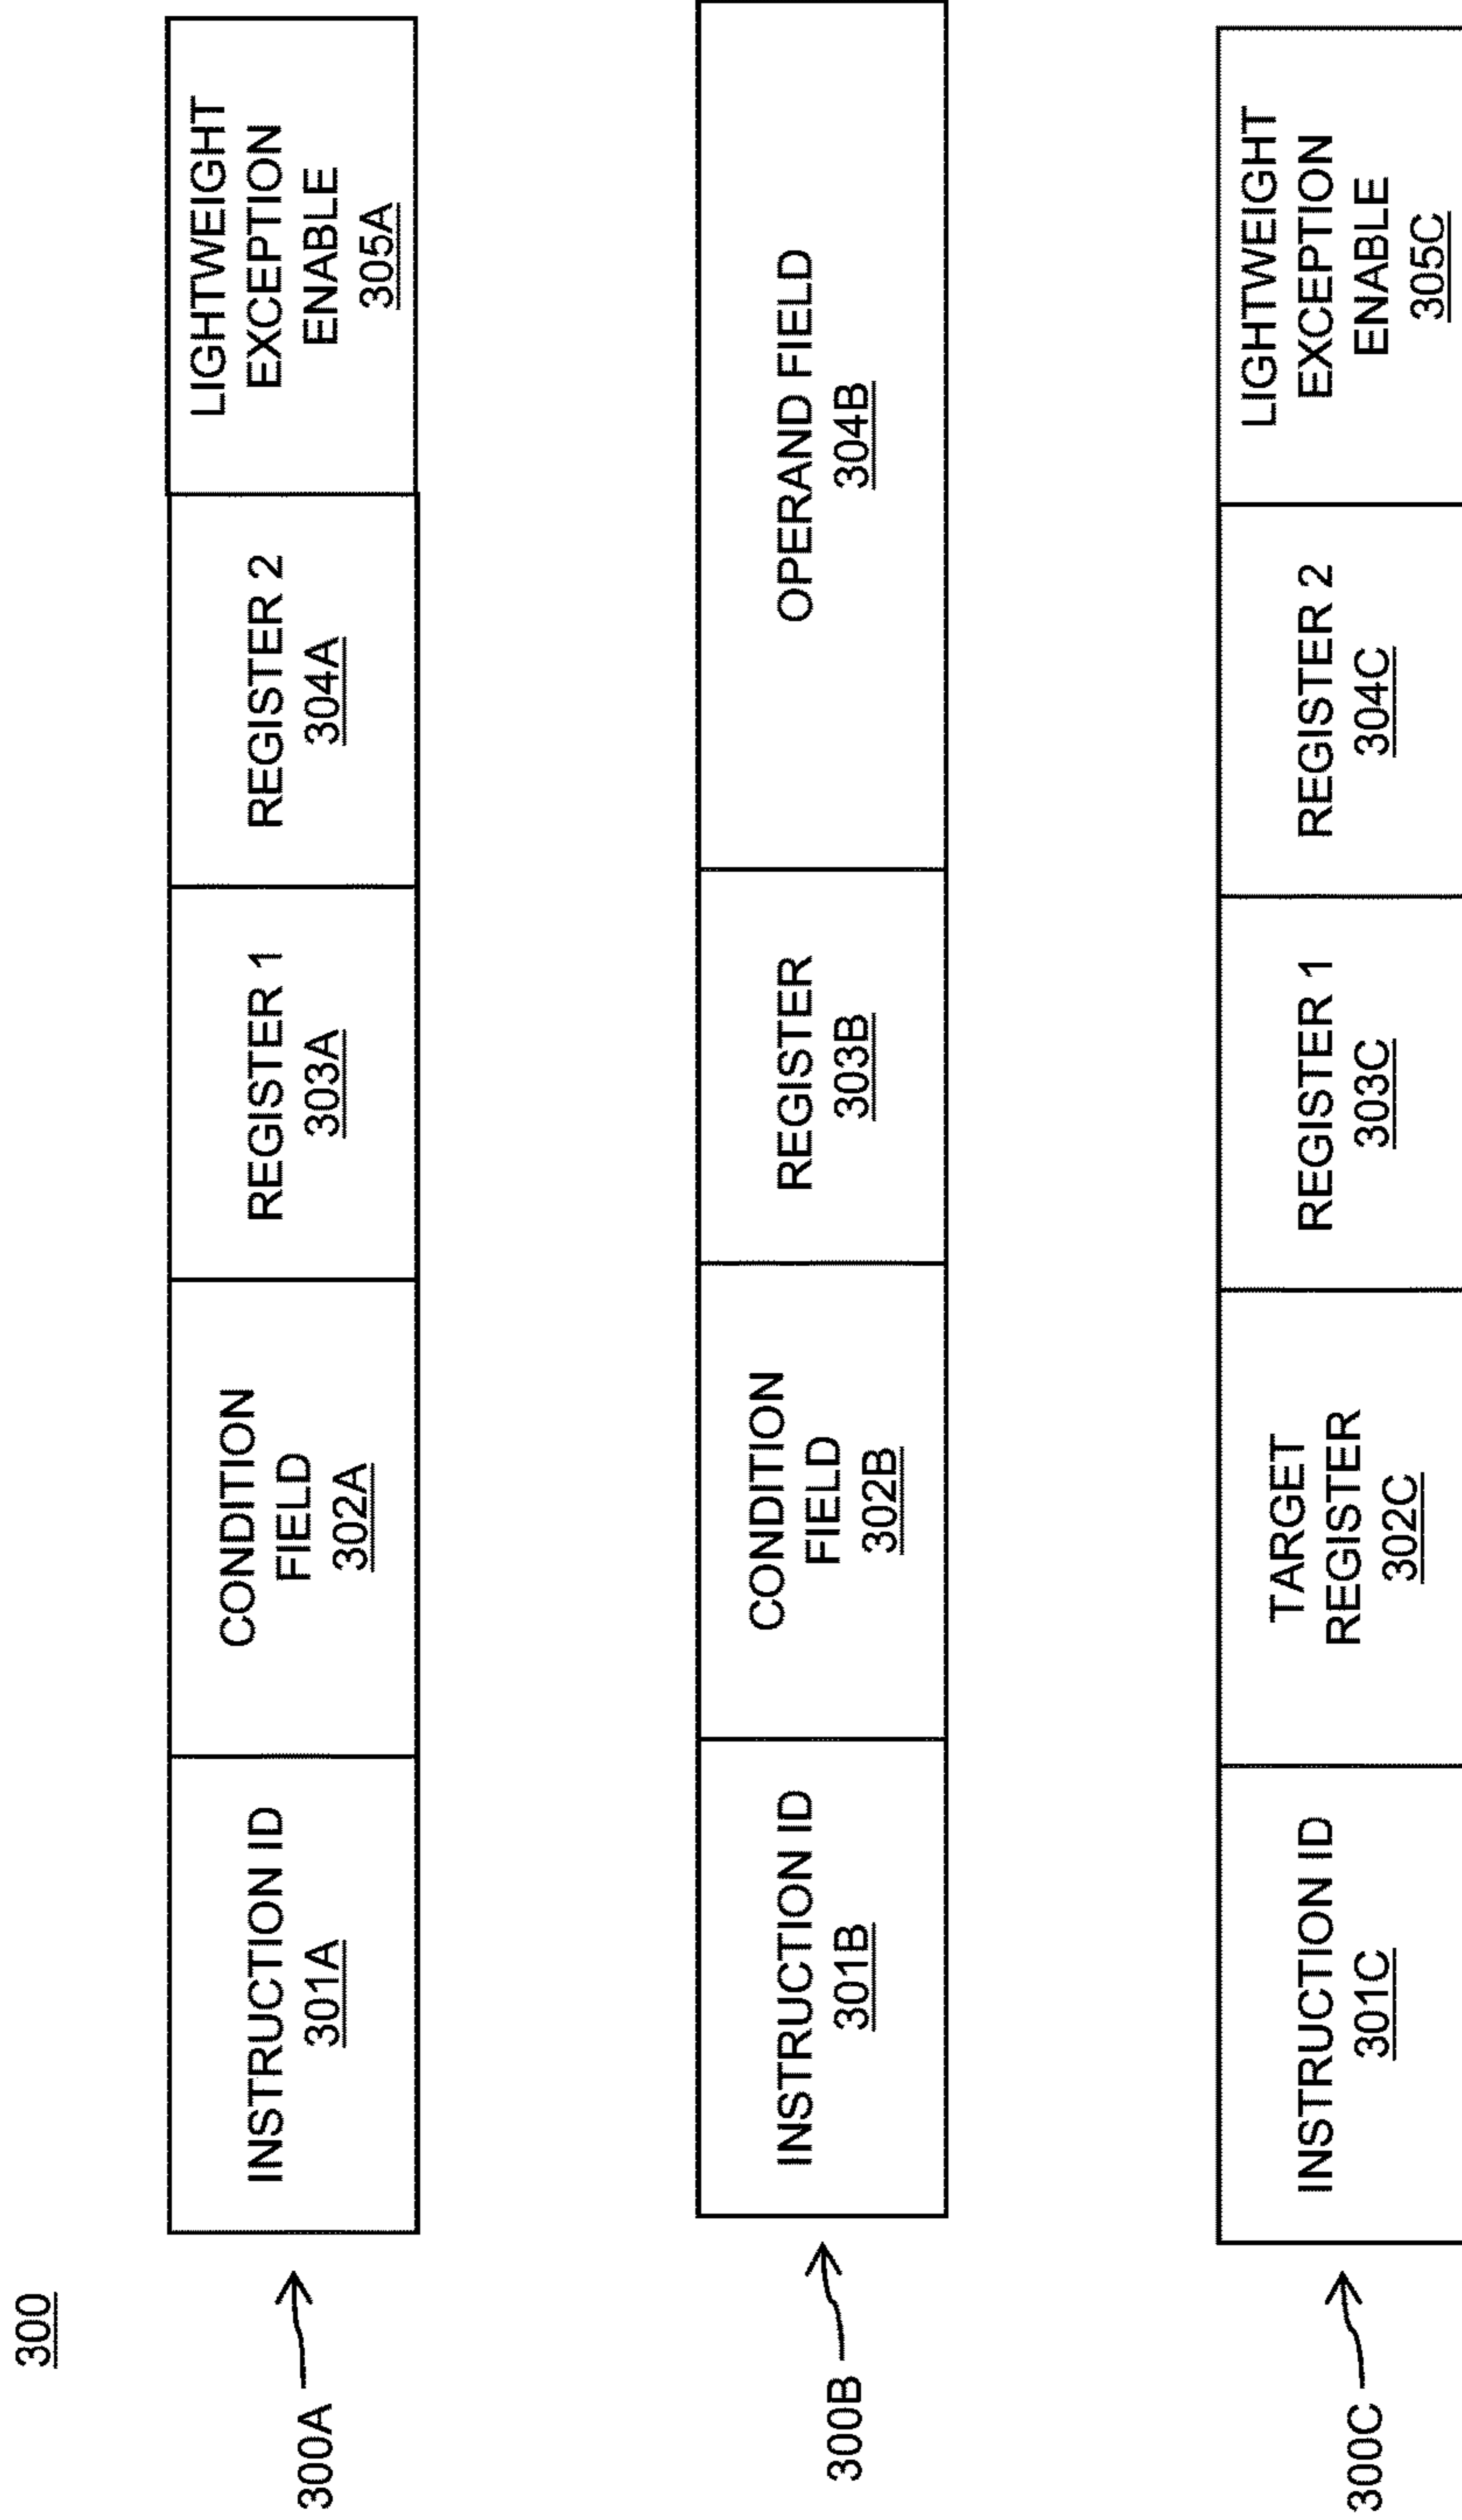 300
300A
INSTRUCTION ID
301A
CONDITION
FIELD
302A
REGISTER 1
303A
REGISTER 2
304A
LIGHTWEIGHT
EXCEPTION
ENABLE
305A
300B
INSTRUCTION ID
301B
CONDITION
FIELD
302B
REGISTER
303B
OPERAND FIELD
304B
300C
INSTRUCTION ID
301C
TARGET
REGISTER
302C
REGISTER 1
303C
REGISTER 2
304C
LIGHTWEIGHT
EXCEPTION
ENABLE
305C